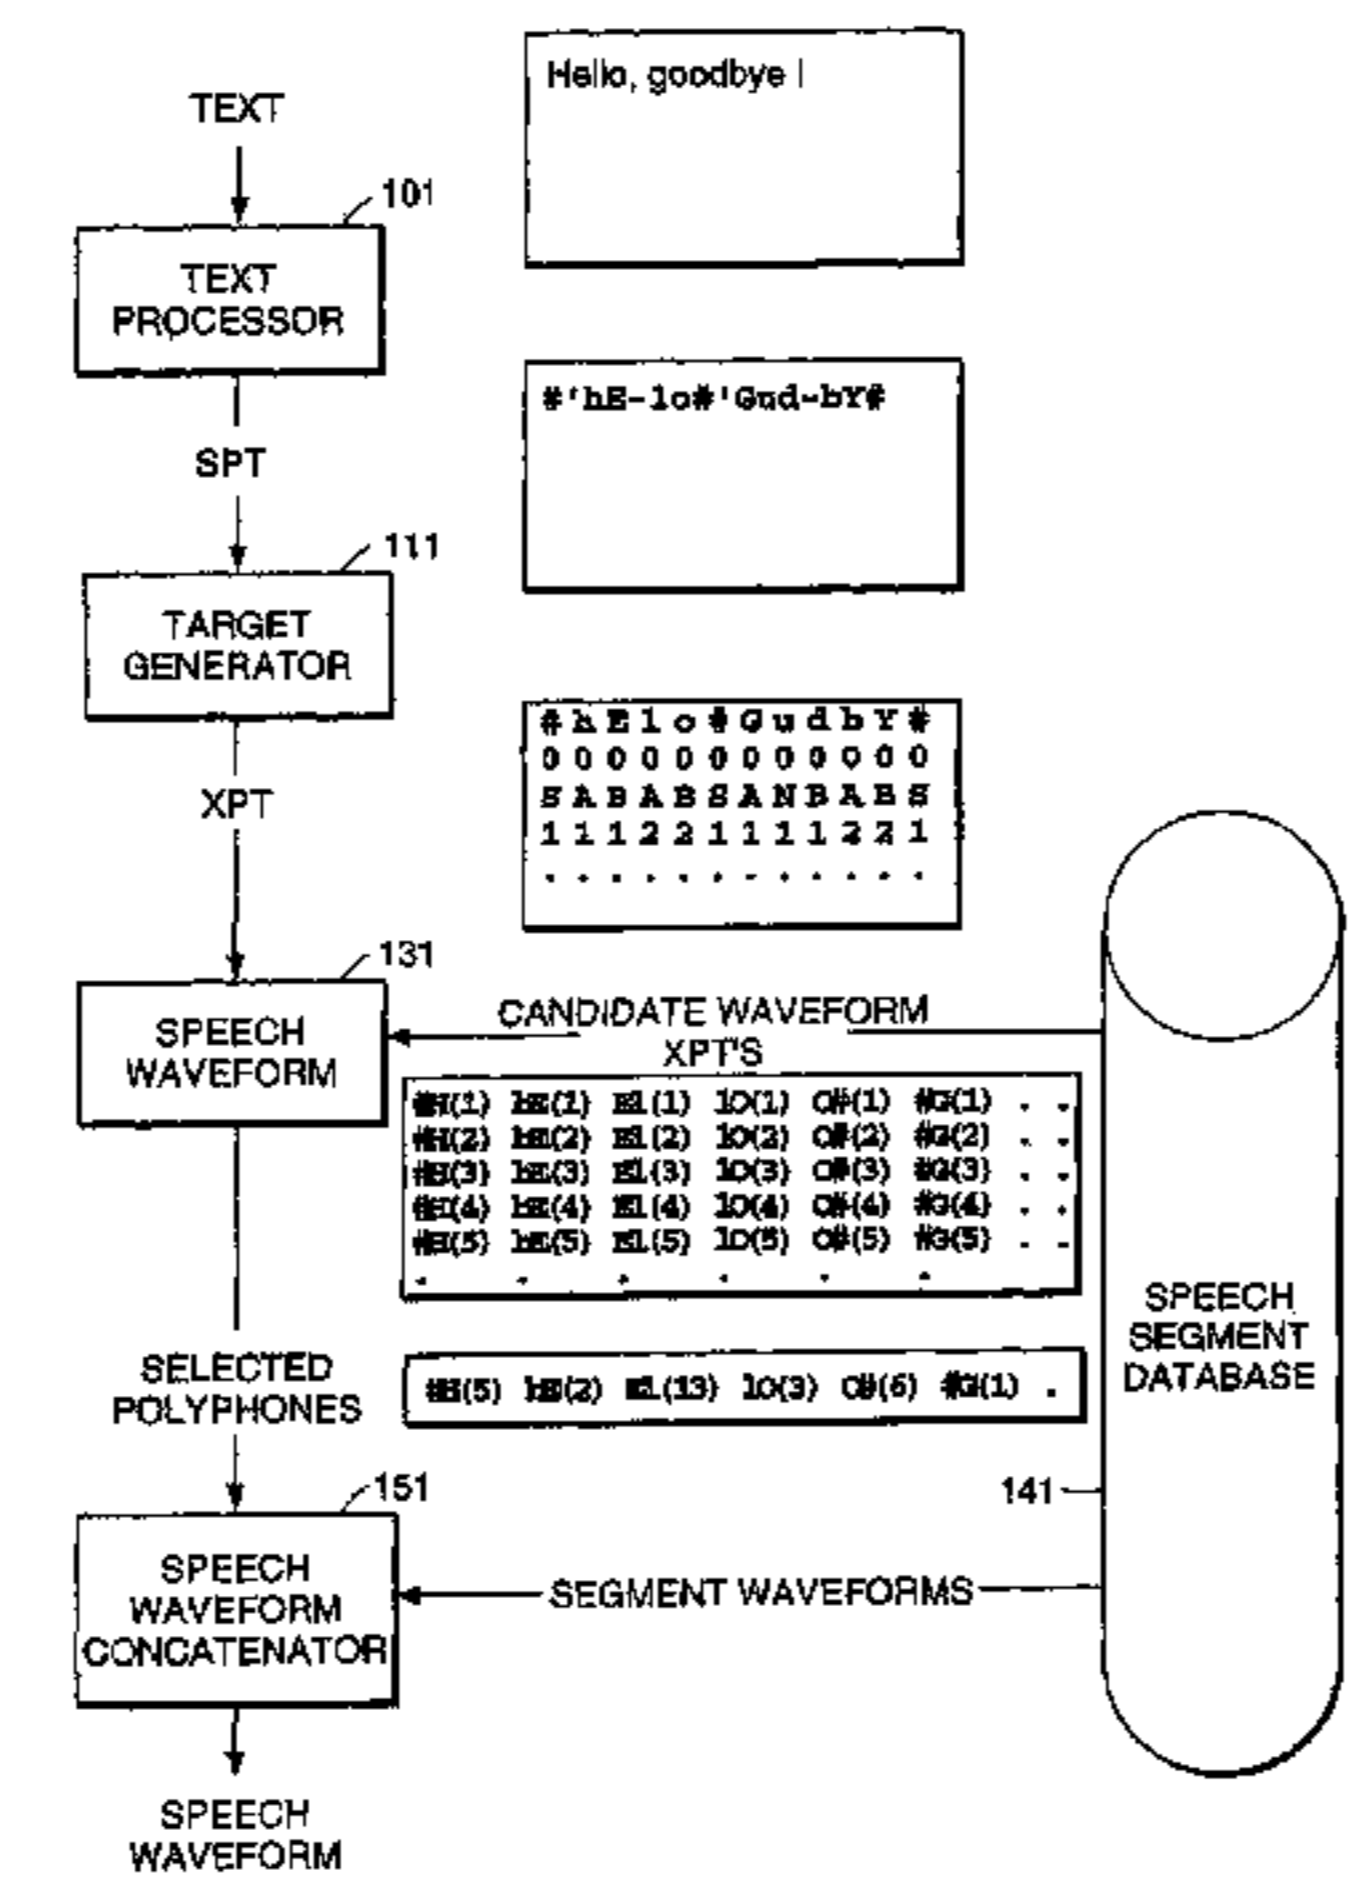 Hello, goodbye !
TEXT
101
TEXT
PROCESSOR
#'hE-lo#'Gud-bY#
SPT
111
TARGET
GENERATOR
# h E l o # G u d b Y #
0 0 0 0 0 0 0 0 0 0 0 0
S A B A B S A N B A B S
1 1 1 2 2 1 1 1 1 2 2 1
. . . . . . . . . . . .
XPT
131
SPEECH
WAVEFORM
CANDIDATE WAVEFORM
XPT'S
#H(1) hE(1) El(1) lO(1) O#(1) #G(1) . .
#H(2) hE(2) El(2) lO(2) O#(2) #G(2) . .
#H(3) hE(3) El(3) lO(3) O#(3) #G(3) . .
#H(4) hE(4) El(4) lO(4) O#(4) #G(4) . .
#H(5) hE(5) El(5) lO(5) O#(5) #G(5) . .
. . . . . .
SPEECH
SEGMENT
DATABASE
SELECTED
POLYPHONES
#H(5) hE(2) El(13) lO(3) O#(6) #G(1) .
151
141
SPEECH
WAVEFORM
CONCATENATOR
SEGMENT WAVEFORMS
SPEECH
WAVEFORM